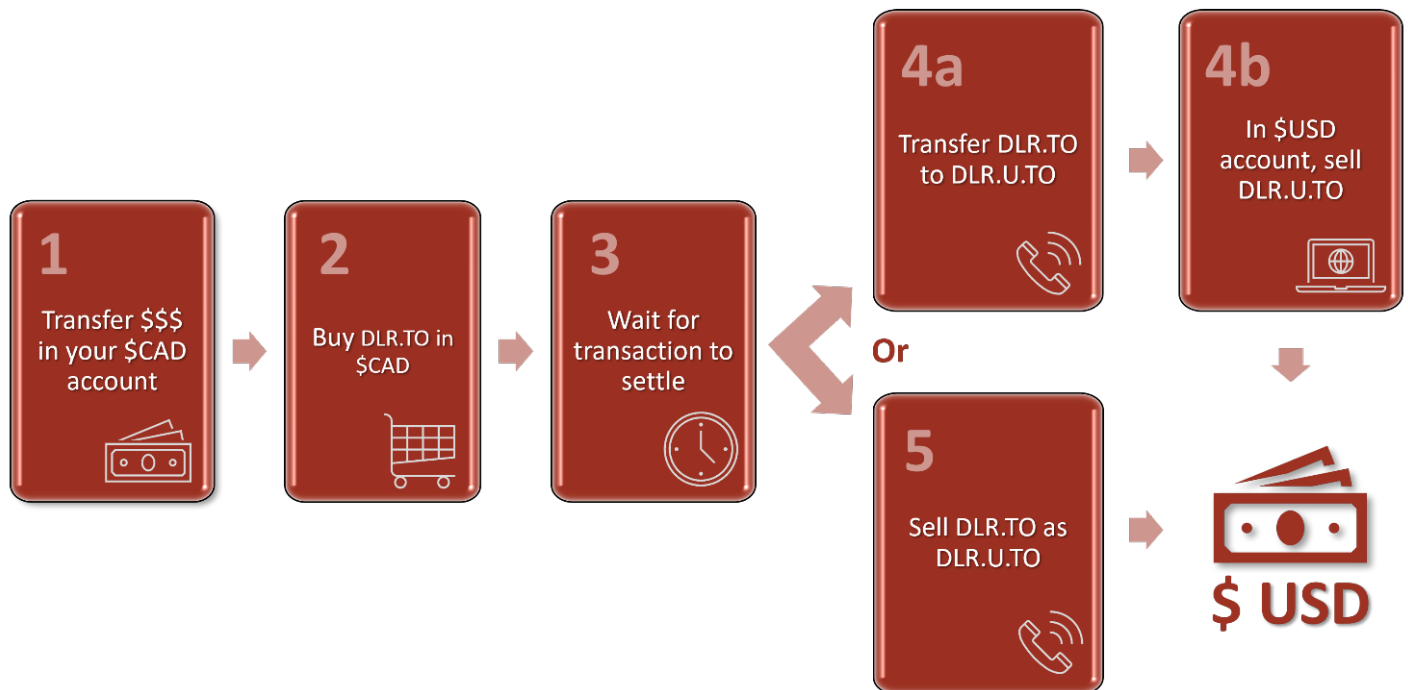 1
Transfer $$$
in your $CAD
account
2
Buy DLR.TO in
$CAD
3
Wait for
transaction to
settle
4a
Transfer DLR.TO
to DLR.U.TO
4b
In $USD
account, sell
DLR.U.TO
Or
5
Sell DLR.TO as
DLR.U.TO
$ USD